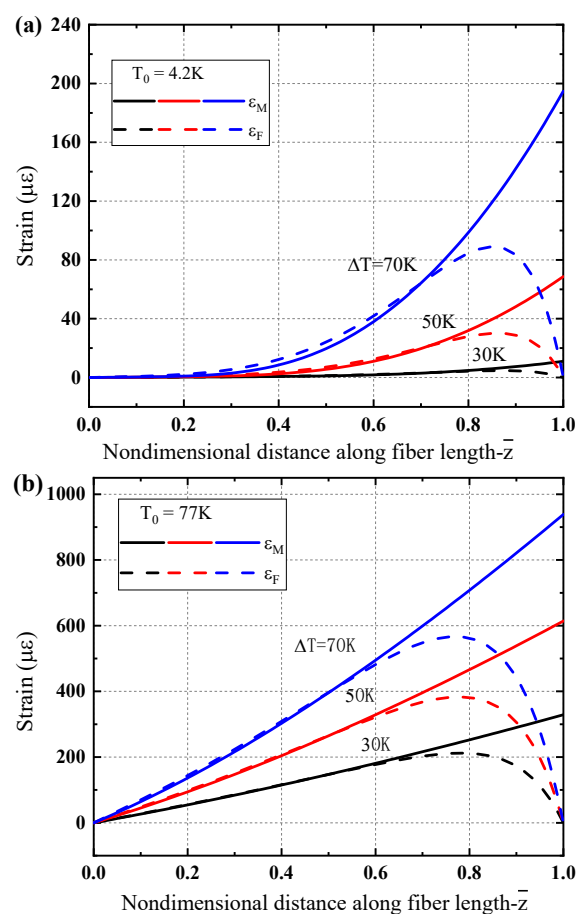 (a)
240
200
160
120
80
40
0
Strain (με)
T₀ = 4.2K
ε_M
ε_F
ΔT=70K
50K
30K
0.0 0.2 0.4 0.6 0.8 1.0
Nondimensional distance along fiber length-z̅
(b)
1000
800
600
400
200
0
Strain (με)
T₀ = 77K
ε_M
ε_F
ΔT=70K
50K
30K
0.0 0.2 0.4 0.6 0.8 1.0
Nondimensional distance along fiber length-z̅